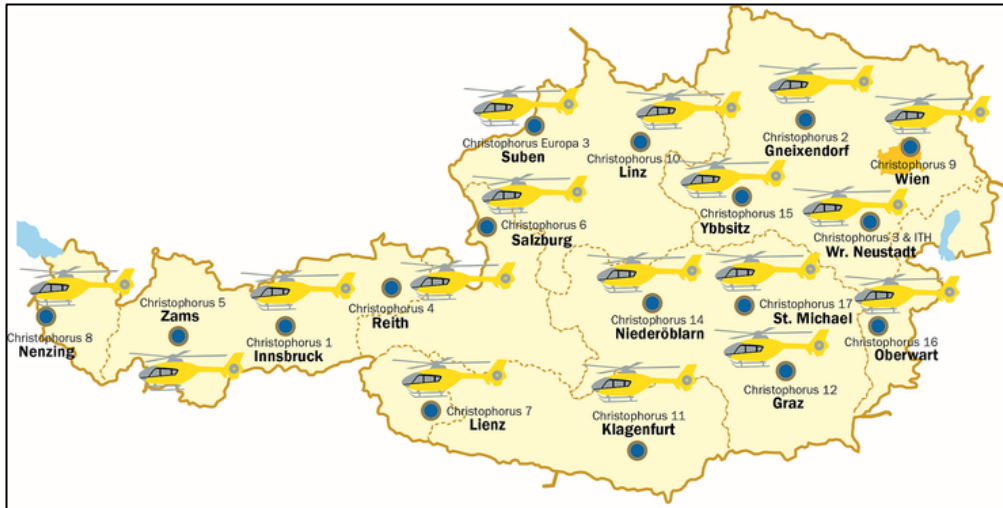 Christophorus 2
Gneixendorf
Christophorus Europa 3
Suben
Christophorus 10
Linz
Christophorus 9
Wien
Christophorus 15
Ybbsitz
Christophorus 6
Salzburg
Christophorus 3 & ITH
Wr. Neustadt
Christophorus 5
Zams
Christophorus 4
Reith
Christophorus 17
St. Michael
Christophorus 14
Niederöblarn
Christophorus 8
Nenzing
Christophorus 1
Innsbruck
Christophorus 16
Oberwart
Christophorus 12
Graz
Christophorus 7
Lienz
Christophorus 11
Klagenfurt